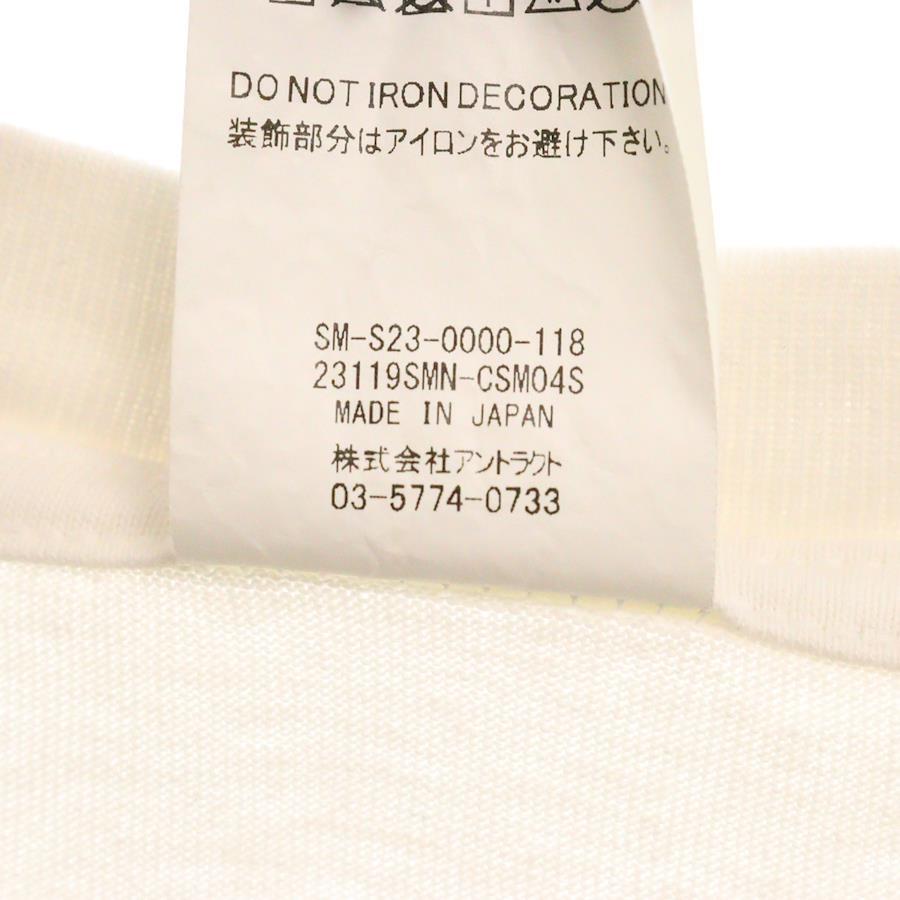 DO NOT IRON DECORATION
装飾部分はアイロンをお避け下さい。
SM-S23-0000-118
23119SMN-CSM04S
MADE IN JAPAN
株式会社アントラクト
03-5774-0733